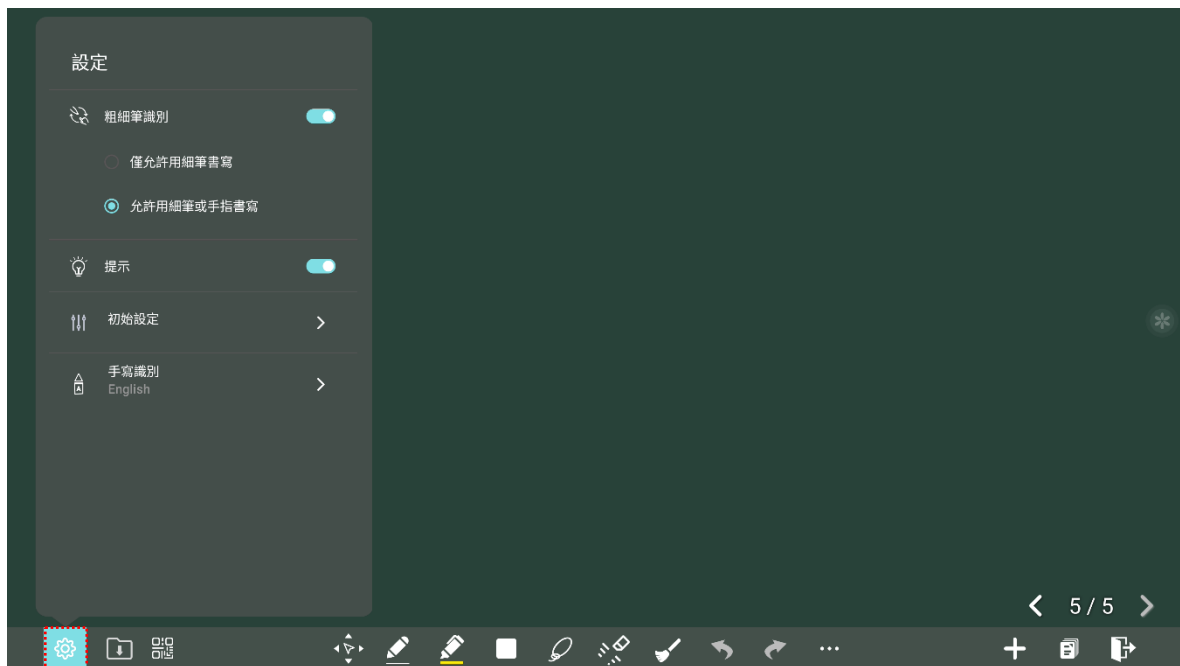 設定
粗細筆識別
僅允許用細筆書寫
允許用細筆或手指書寫
提示
初始設定
手寫識別
English
5 / 5